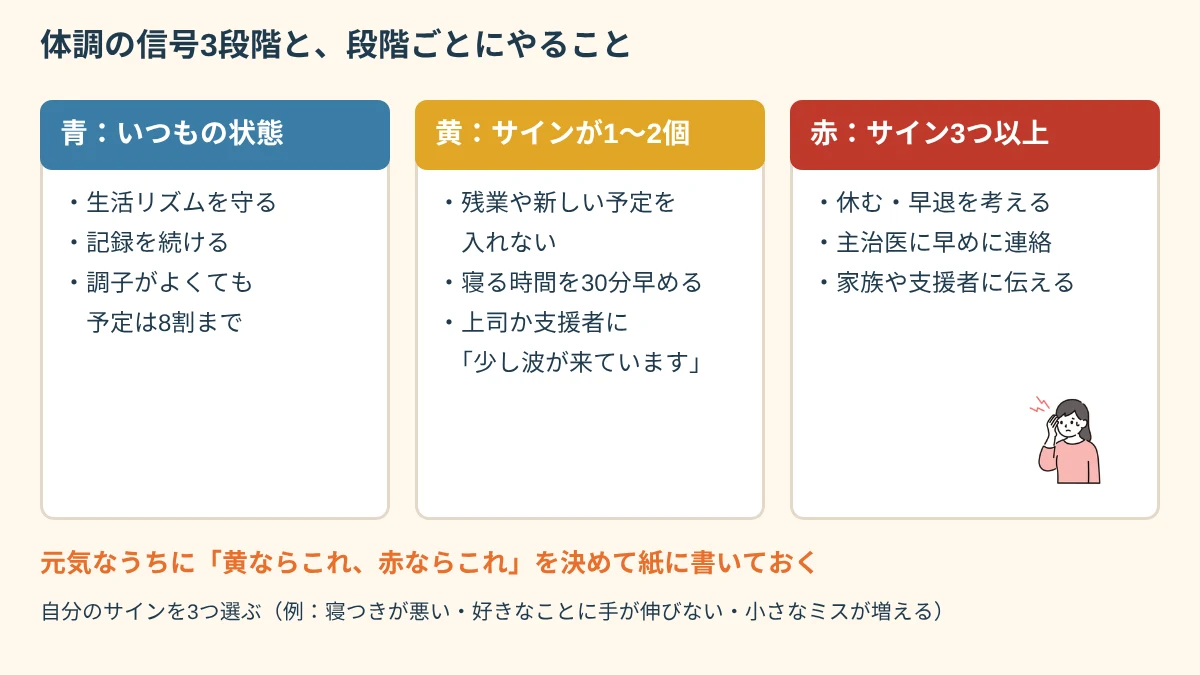 体調の信号3段階と、段階ごとにやること
青：いつもの状態
・生活リズムを守る
・記録を続ける
・調子がよくても
予定は8割まで
黄：サインが1〜2個
・残業や新しい予定を
入れない
・寝る時間を30分早める
・上司か支援者に
「少し波が来ています」
赤：サイン3つ以上
・休む・早退を考える
・主治医に早めに連絡
・家族や支援者に伝える
元気なうちに「黄ならこれ、赤ならこれ」を決めて紙に書いておく
自分のサインを3つ選ぶ（例：寝つきが悪い・好きなことに手が伸びない・小さなミスが増える）